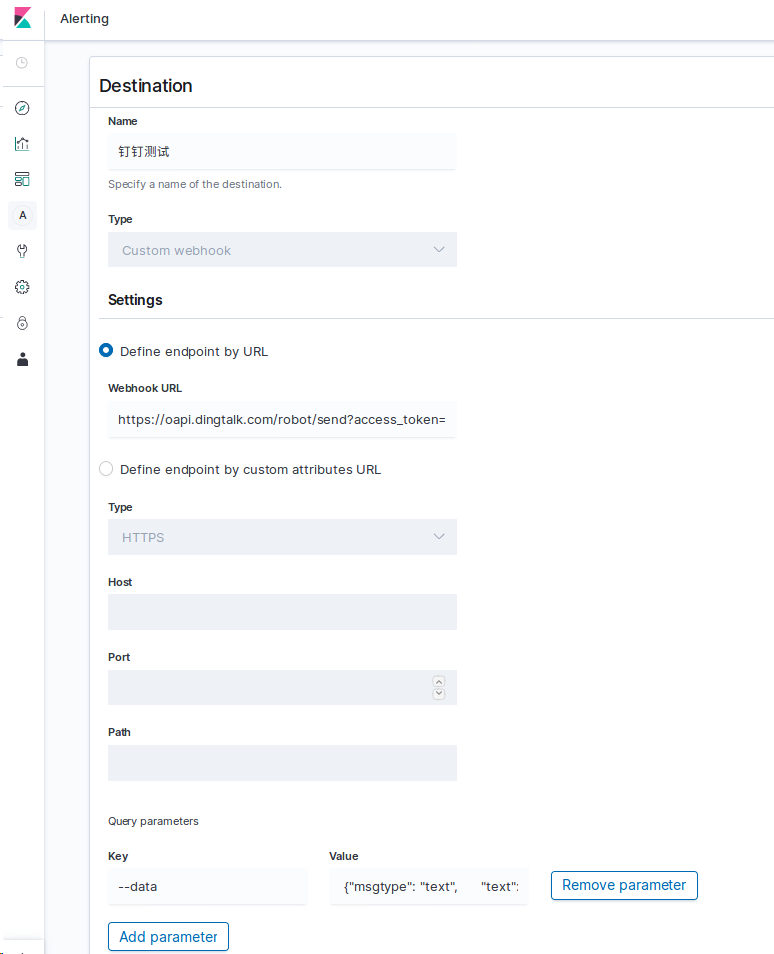 Alerting
Destination
Name
钉钉测试
Specify a name of the destination.
Type
Custom webhook
Settings
Define endpoint by URL
Webhook URL
https://oapi.dingtalk.com/robot/send?access_token=
Define endpoint by custom attributes URL
Type
HTTPS
Host
Port
Path
Query parameters
Key Value
--data {"msgtype": "text", "text": Remove parameter
Add parameter
A